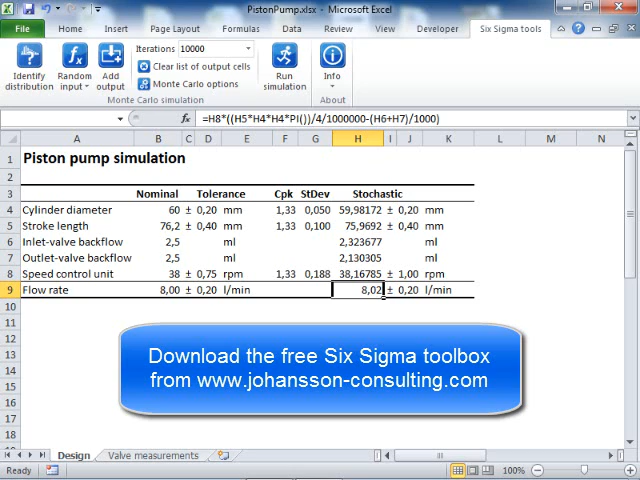 PistonPump.xlsx - Microsoft Excel
File Home Insert Page Layout Formulas Data Review View Developer Six Sigma tools
Iterations 10000
Clear list of output cells
Monte Carlo options
Identify distribution
Random input
Add output
Run simulation
Info
Monte Carlo simulation About
fx =H8*((H5*H4*H4*PI())/4/1000000-(H6+H7)/1000)
A B C D E F G H I J K L M N
1 Piston pump simulation
2
3 Nominal Tolerance Cpk StDev Stochastic
4 Cylinder diameter 60 ± 0,20 mm 1,33 0,050 59,98172 ± 0,20 mm
5 Stroke length 76,2 ± 0,40 mm 1,33 0,100 75,9692 ± 0,40 mm
6 Inlet-valve backflow 2,5 ml 2,323677 ml
7 Outlet-valve backflow 2,5 ml 2,130305 ml
8 Speed control unit 38 ± 0,75 rpm 1,33 0,188 38,16785 ± 1,00 rpm
9 Flow rate 8,00 ± 0,20 l/min 8,02 ± 0,20 l/min
10
11
12
13
14
15
16
17
18
Download the free Six Sigma toolbox
from www.johansson-consulting.com
Design Valve measurements
Ready 100%